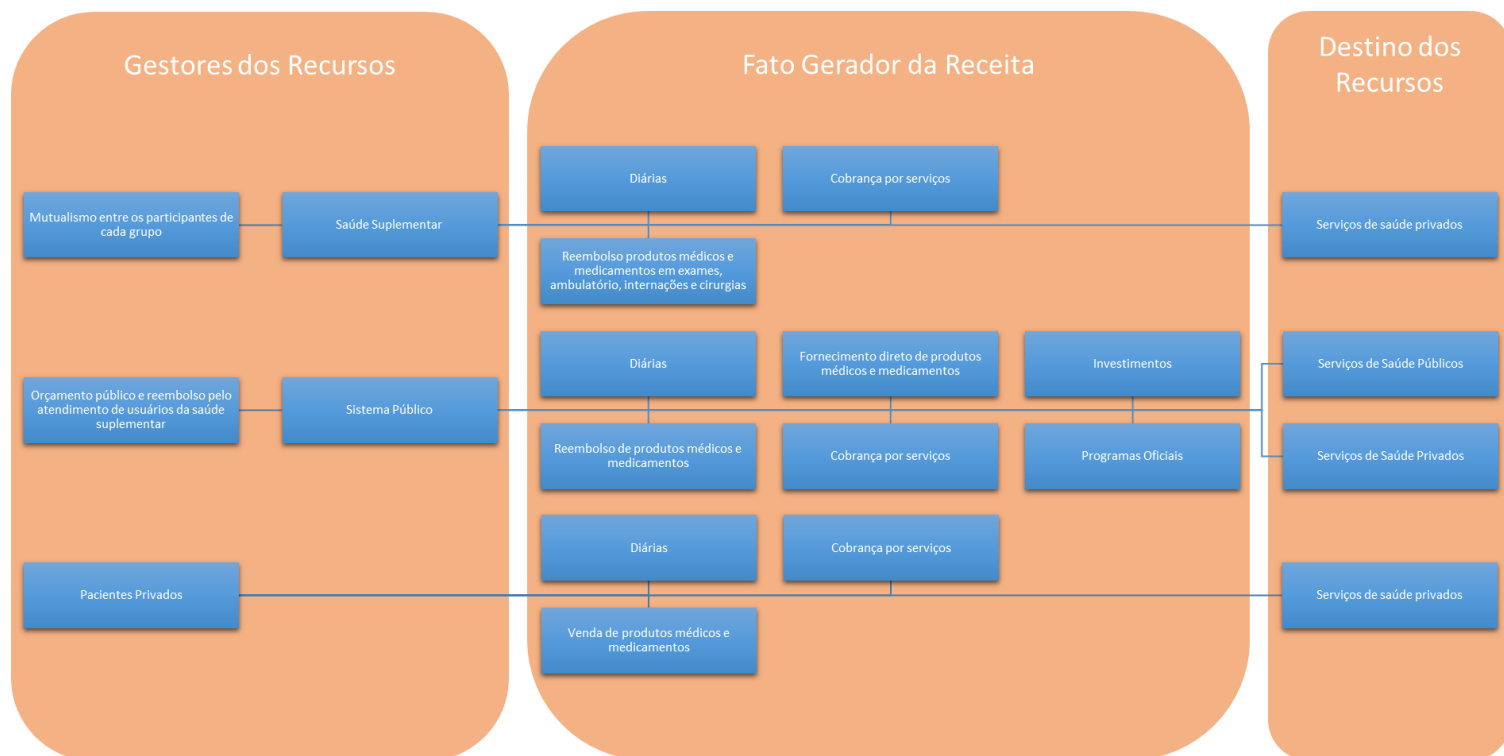 Gestores dos Recursos
Fato Gerador da Receita
Destino dos
Recursos
Mutualismo entre os participantes de
cada grupo
Saúde Suplementar
Diárias
Cobrança por serviços
Reembolso produtos médicos e
medicamentos em exames,
ambulatório, internações e cirurgias
Serviços de saúde privados
Orçamento público e reembolso pelo
atendimento de usuários da saúde
suplementar
Sistema Público
Diárias
Fornecimento direto de produtos
médicos e medicamentos
Investimentos
Reembolso de produtos médicos e
medicamentos
Cobrança por serviços
Programas Oficiais
Serviços de Saúde Públicos
Serviços de Saúde Privados
Pacientes Privados
Diárias
Cobrança por serviços
Venda de produtos médicos e
medicamentos
Serviços de saúde privados